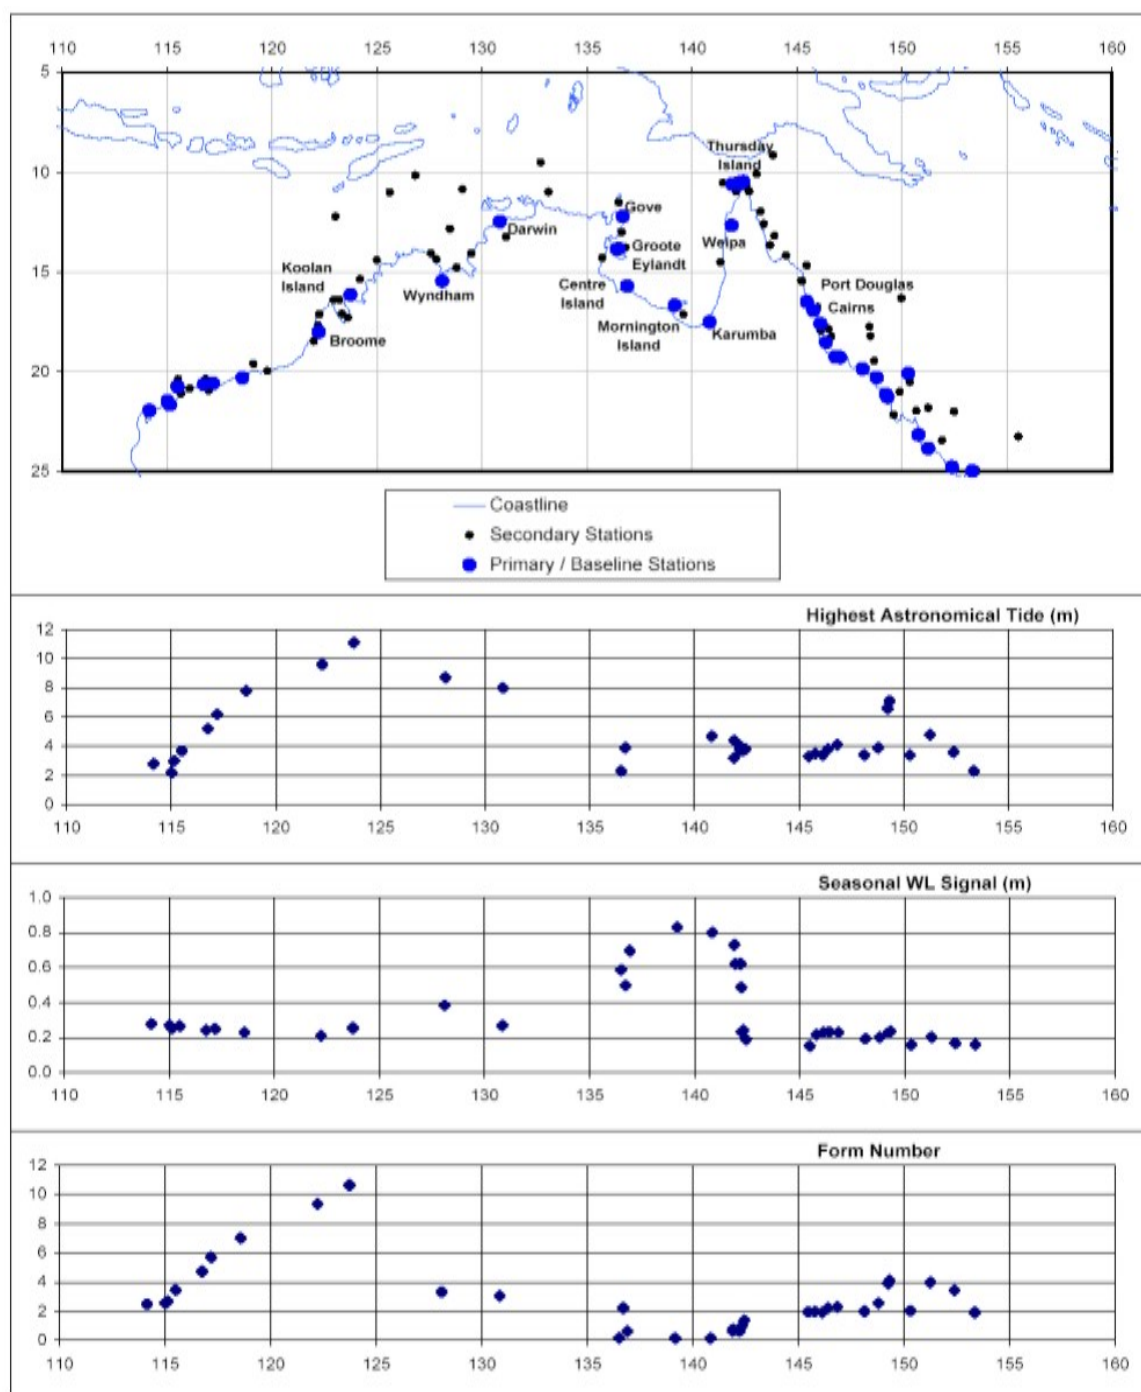 110 115 120 125 130 135 140 145 150 155 160
5
10
15
20
25
Thursday
Island
Gove
Darwin
Groote
Eylandt
Weipa
Koolan
Island
Wyndham
Centre
Island
Port Douglas
Cairns
Mornington
Island
Karumba
Broome
Coastline
Secondary Stations
Primary / Baseline Stations
Highest Astronomical Tide (m)
12
10
8
6
4
2
0
110 115 120 125 130 135 140 145 150 155 160
Seasonal WL Signal (m)
1.0
0.8
0.6
0.4
0.2
0.0
110 115 120 125 130 135 140 145 150 155 160
Form Number
12
10
8
6
4
2
0
110 115 120 125 130 135 140 145 150 155 160